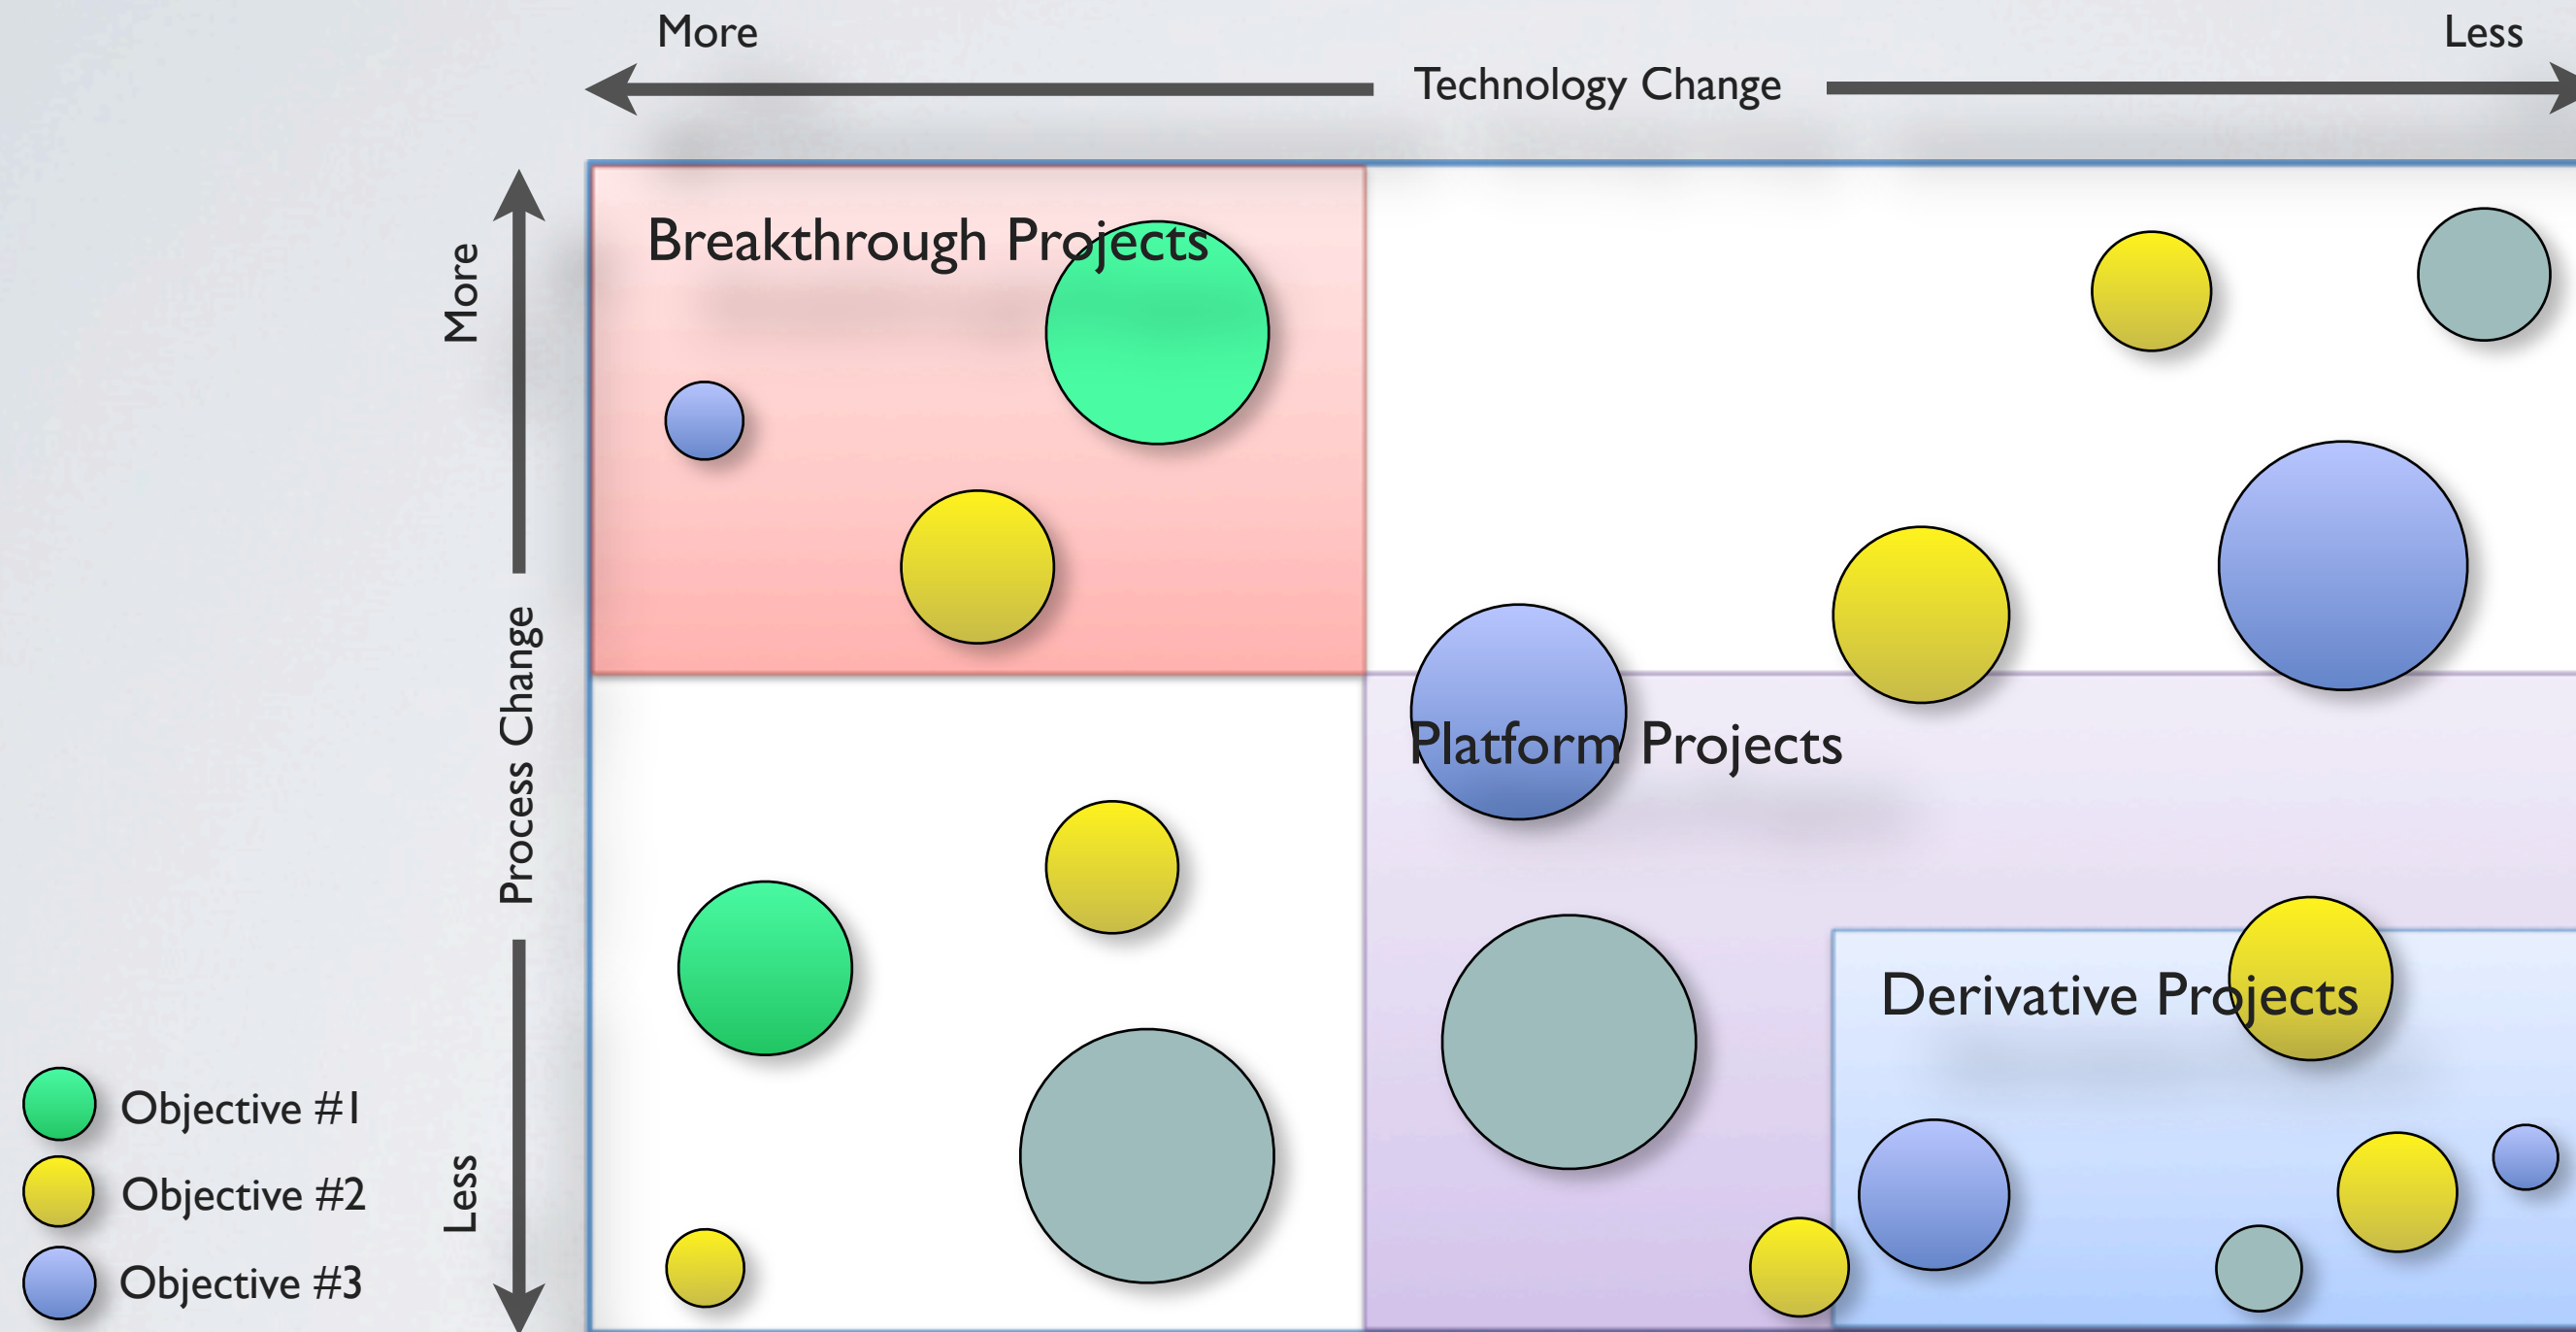 More
Less
Technology Change
More
Process Change
Less
Breakthrough Projects
Platform Projects
Derivative Projects
Objective #1
Objective #2
Objective #3